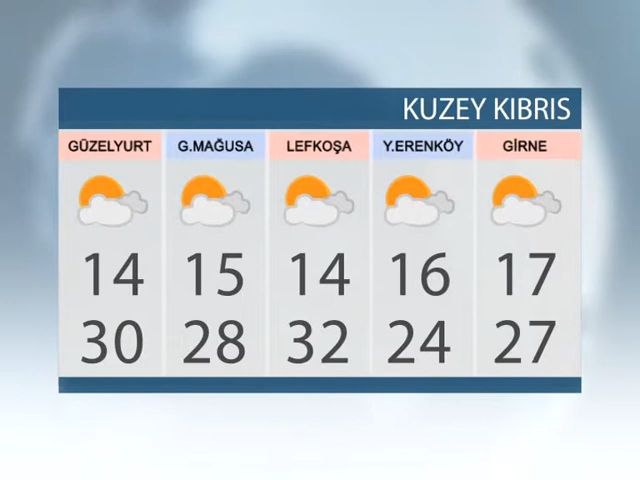 KUZEY KIBRIS
GÜZELYURT G.MAĞUSA LEFKOŞA Y.ERENKÖY GİRNE
14 15 14 16 17
30 28 32 24 27